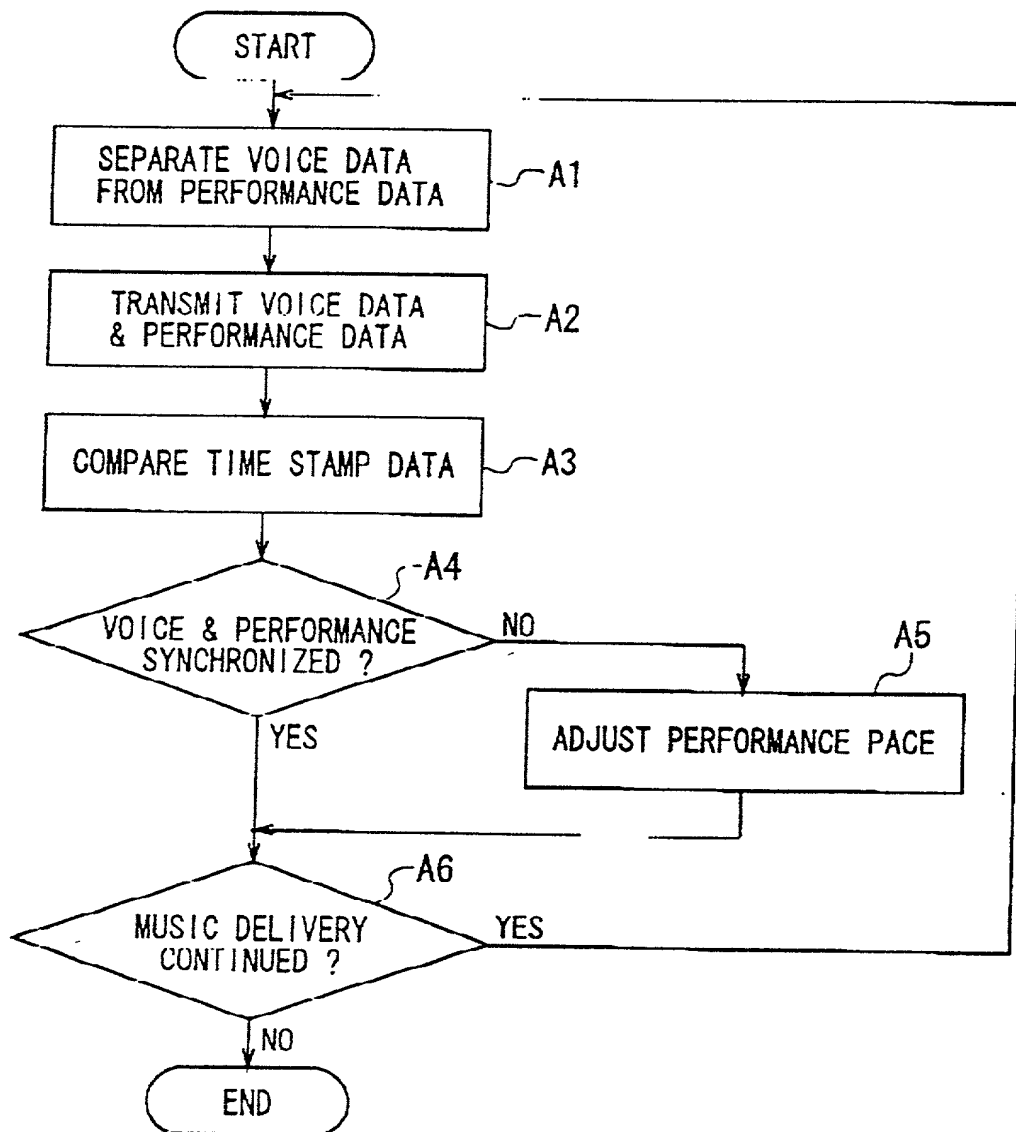 START
SEPARATE VOICE DATA
FROM PERFORMANCE DATA
A1
TRANSMIT VOICE DATA
& PERFORMANCE DATA
A2
COMPARE TIME STAMP DATA
A3
A4
VOICE & PERFORMANCE
SYNCHRONIZED ?
NO
A5
YES
ADJUST PERFORMANCE PACE
A6
MUSIC DELIVERY
CONTINUED ?
YES
NO
END